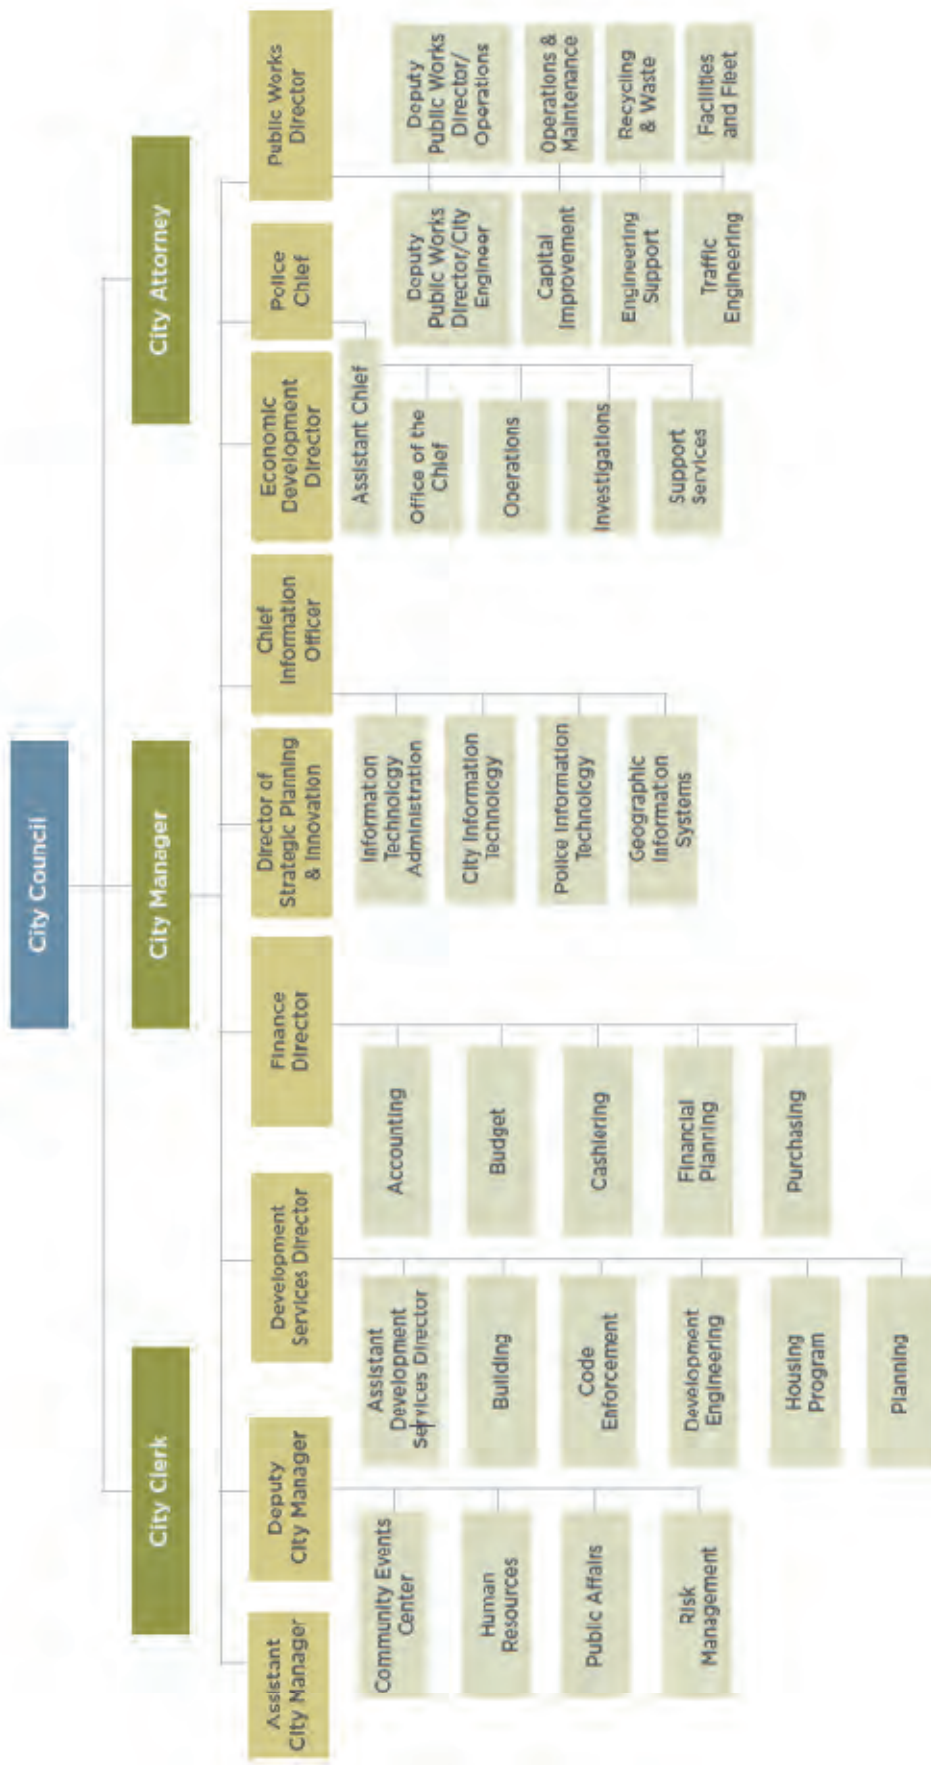 City Council
City Clerk
City Manager
City Attorney
Assistant
City Manager
Deputy
City Manager
Development
Services Director
Finance
Director
Director of
Strategic Planning
& Innovation
Chief
Information
Officer
Economic
Development
Director
Police
Chief
Public Works
Director
Community Events
Center
Human
Resources
Public Affairs
Risk
Management
Assistant
Development
Services Director
Building
Code
Enforcement
Development
Engineering
Housing
Program
Planning
Accounting
Budget
Cashiering
Financial
Planning
Purchasing
Information
Technology
Administration
City Information
Technology
Police Information
Technology
Geographic
Information
Systems
Assistant Chief
Office of the
Chief
Operations
Investigations
Support
Services
Deputy
Public Works
Director/City
Engineer
Capital
Improvement
Engineering
Support
Traffic
Engineering
Deputy
Public Works
Director/
Operations
Operations &
Maintenance
Recycling
& Waste
Facilities
and Fleet